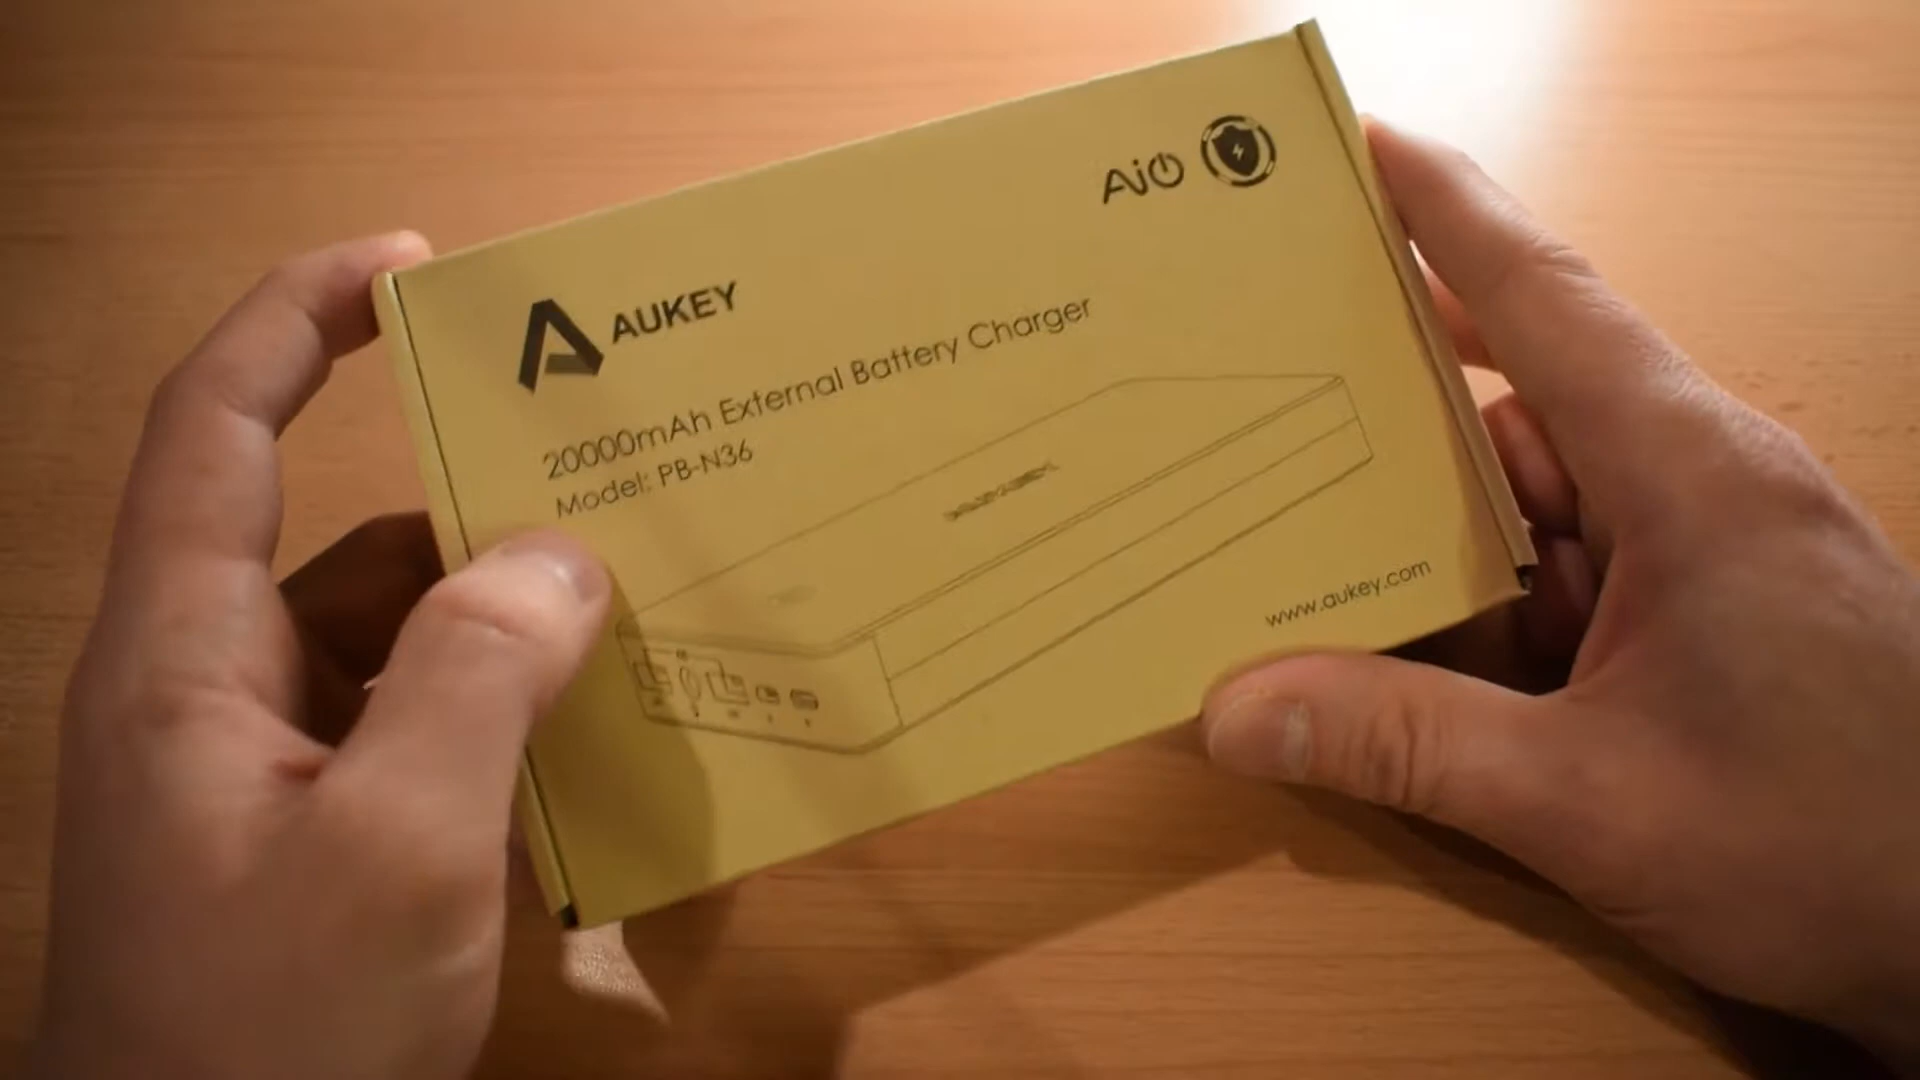 AiO
AUKEY
20000mAh External Battery Charger
Model: PB-N36
www.aukey.com